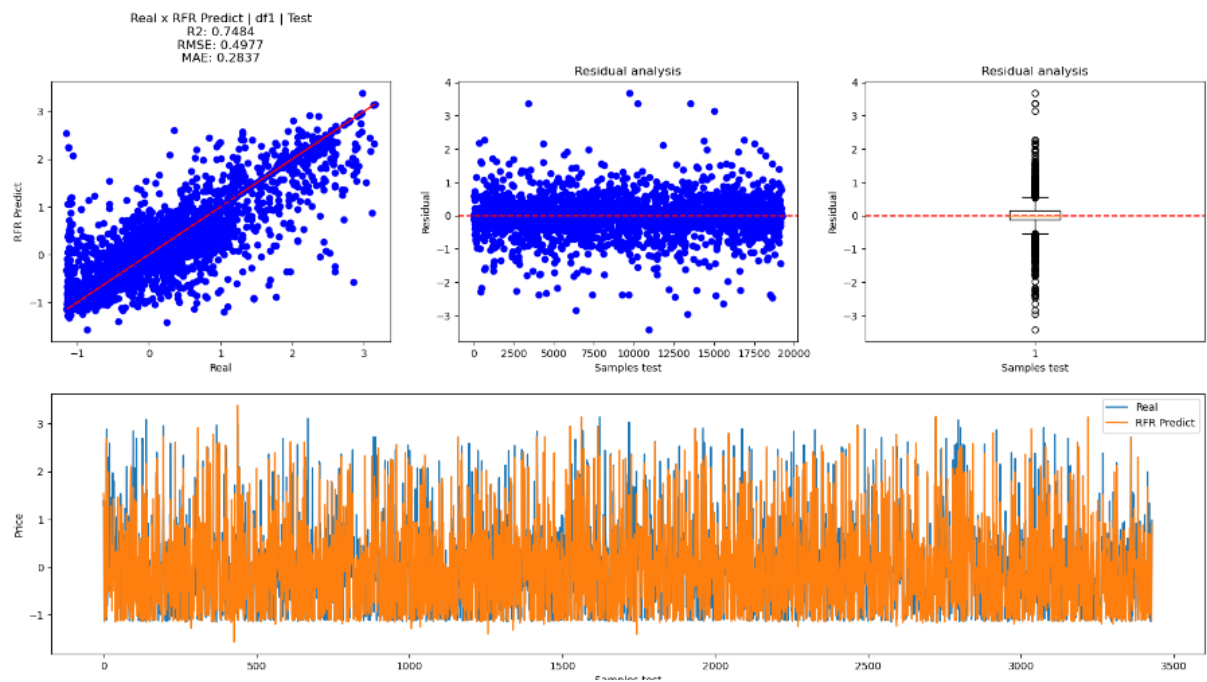 Real x RFR Predict | df1 | Test
R2: 0.7484
RMSE: 0.4977
MAE: 0.2837
RFR Predict
3
2
1
0
−1
−1 0 1 2 3
Real
Residual analysis
Residual
4
3
2
1
0
−1
−2
−3
0 2500 5000 7500 10000 12500 15000 17500 20000
Samples test
Residual analysis
Residual
4
3
2
1
0
−1
−2
−3
1
Samples test
Price
3
2
1
0
−1
Real
RFR Predict
0 500 1000 1500 2000 2500 3000 3500
Samples test